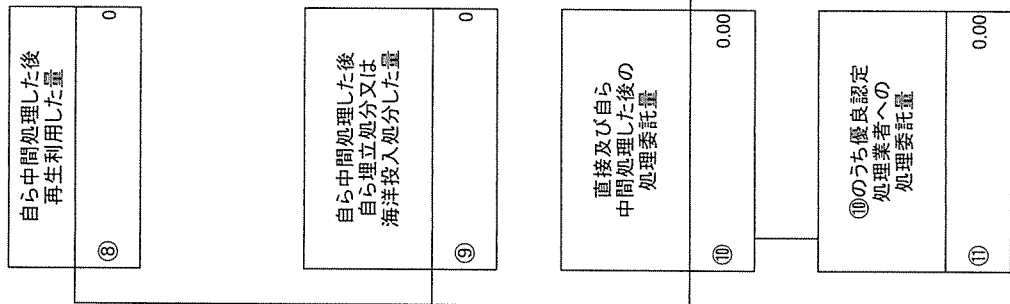 自ら中間処理した後
再生利用した量
⑧ 0
自ら中間処理した後
自ら埋立処分又は
海洋投入処分した量
⑨ 0
直接及び自ら
中間処理した後の
処理委託量
⑩ 0.00
⑩のうち優良認定
処理業者への
処理委託量
⑪ 0.00